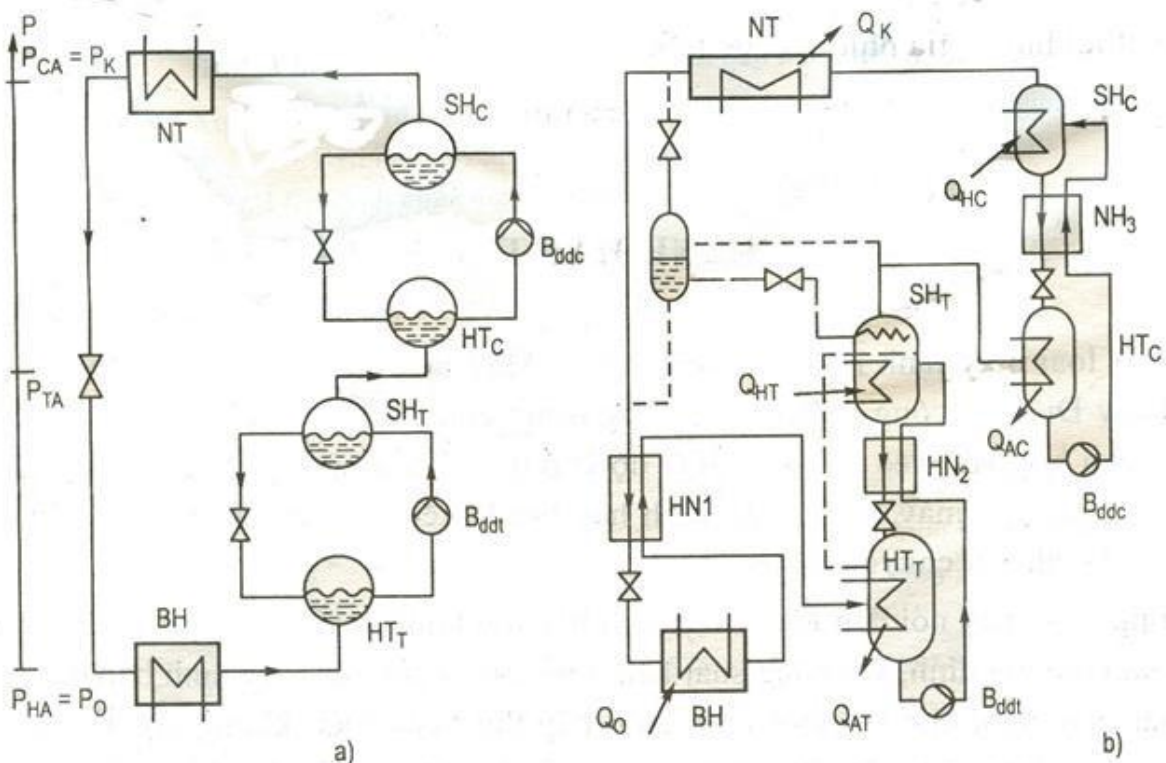 P
P_CA = P_K
NT
SH_C
B_ddc
HT_C
P_TA
SH_T
B_ddt
HT_T
BH
P_HA = P_O
a)
NT
Q_K
SH_C
Q_HC
NH_3
SH_T
HT_C
Q_HT
Q_AC
HN_2
B_ddc
HN1
HT_T
Q_O
BH
Q_AT
B_ddt
b)